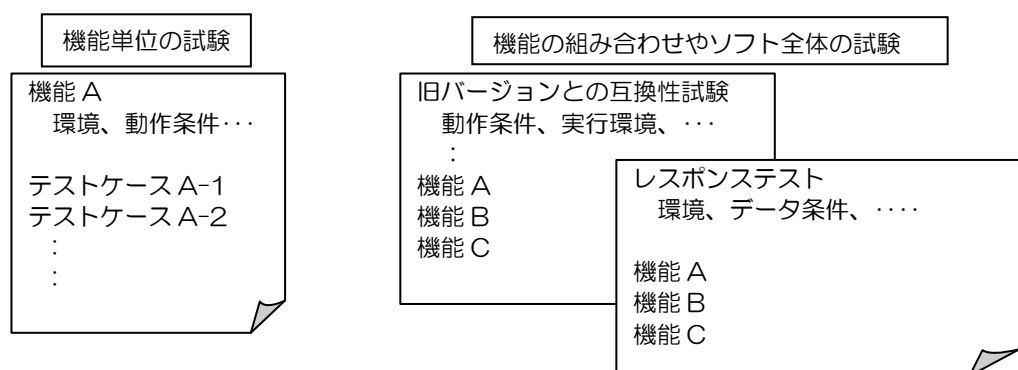 機能単位の試験
機能 A
環境、動作条件･･･
テストケース A-1
テストケース A-2
：
：
機能の組み合わせやソフト全体の試験
旧バージョンとの互換性試験
動作条件、実行環境、･･･
：
機能 A
機能 B
機能 C
レスポンステスト
環境、データ条件、････
機能 A
機能 B
機能 C